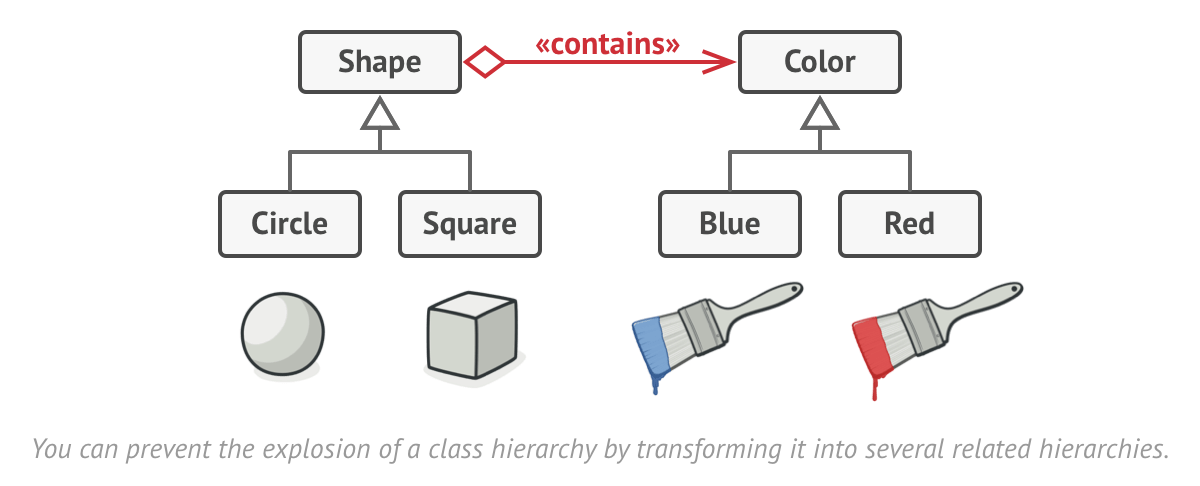 Shape «contains» Color
Circle Square Blue Red
You can prevent the explosion of a class hierarchy by transforming it into several related hierarchies.